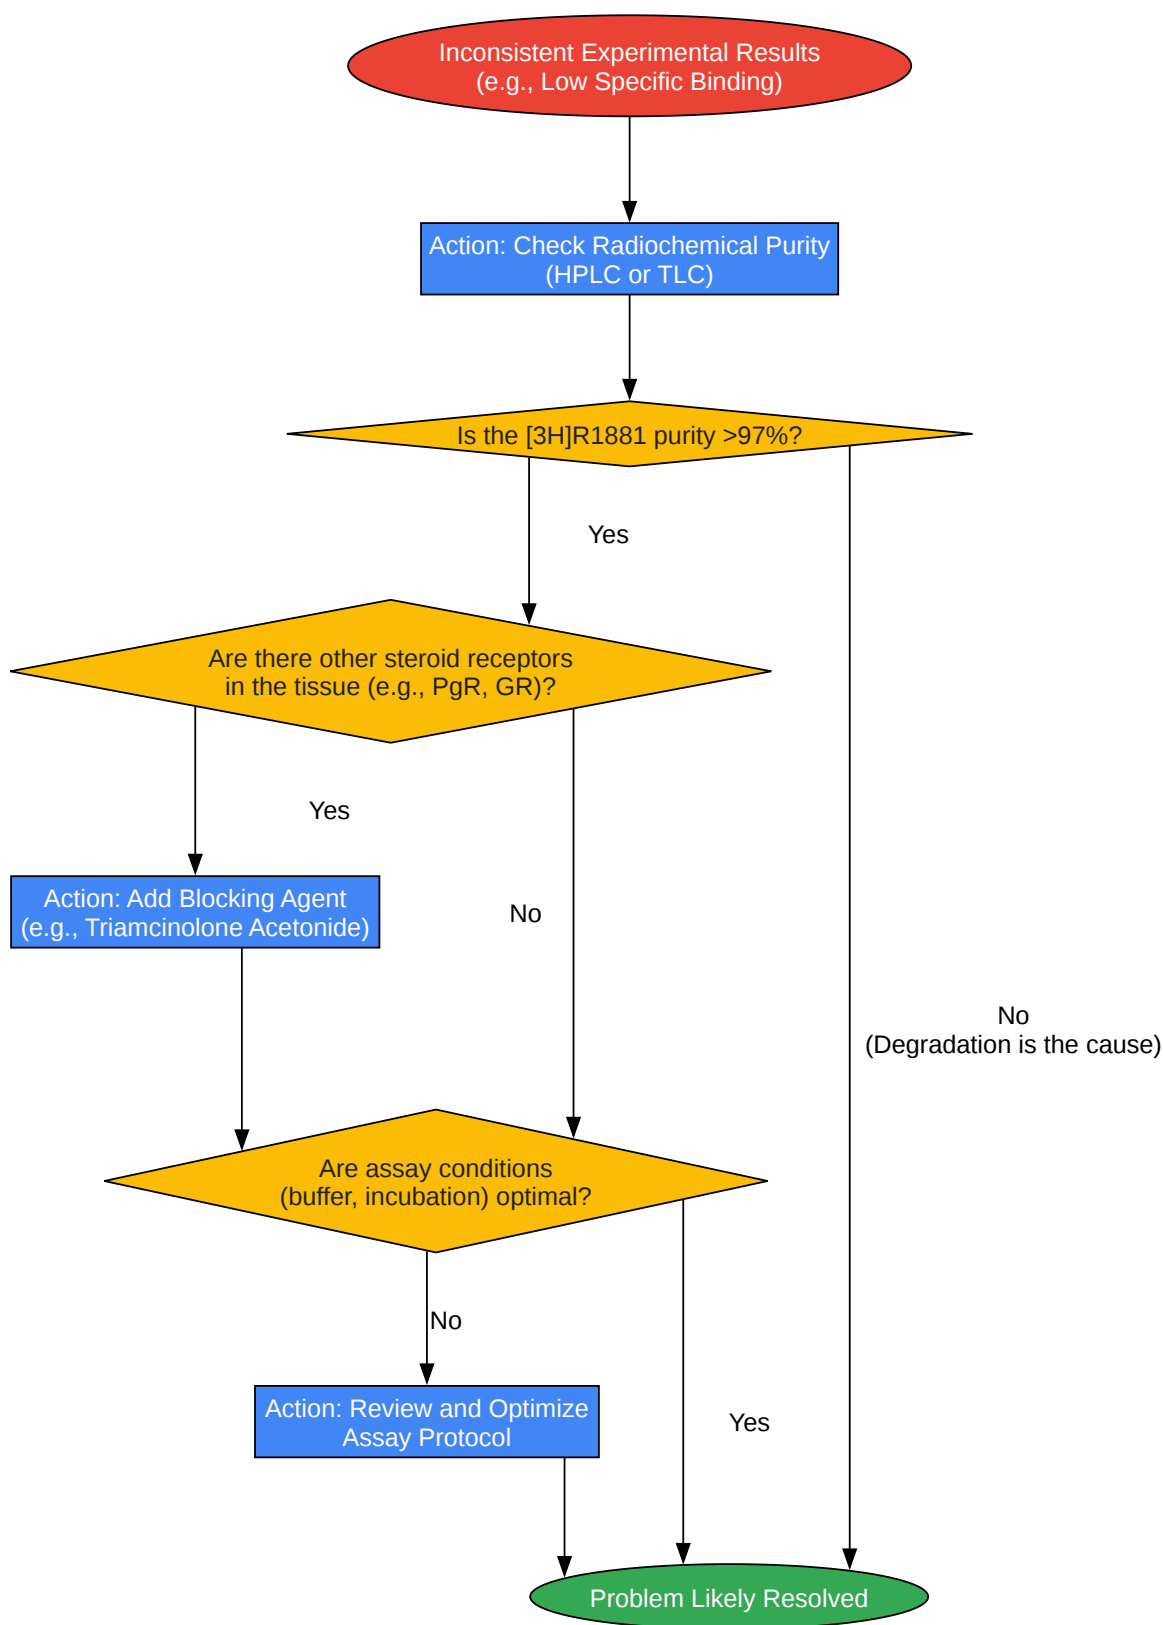 Inconsistent Experimental Results
(e.g., Low Specific Binding)
Action: Check Radiochemical Purity
(HPLC or TLC)
Is the [3H]R1881 purity >97%?
Yes
Are there other steroid receptors
in the tissue (e.g., PgR, GR)?
Yes
Action: Add Blocking Agent
(e.g., Triamcinolone Acetonide)
No
No
(Degradation is the cause)
Are assay conditions
(buffer, incubation) optimal?
No
Action: Review and Optimize
Assay Protocol
Yes
Problem Likely Resolved